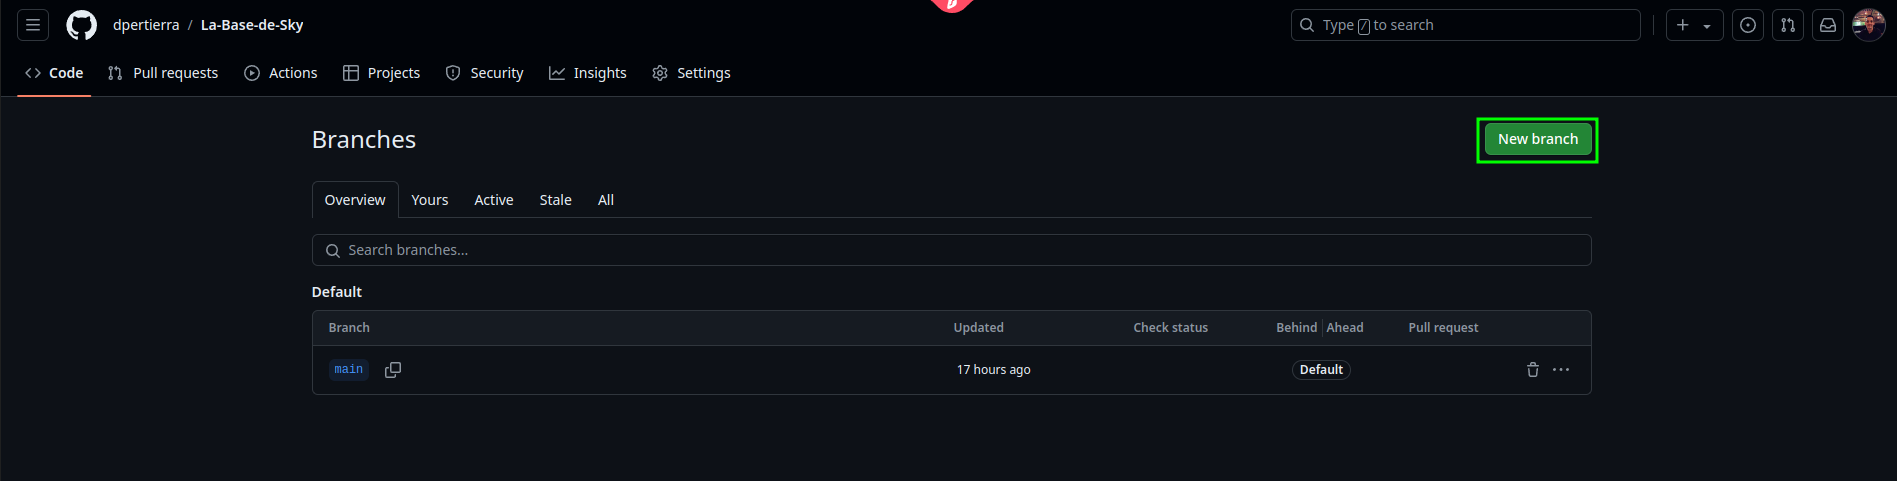 dpertierra / La-Base-de-Sky
Type / to search
Code Pull requests Actions Projects Security Insights Settings
Branches
New branch
Overview Yours Active Stale All
Search branches...
Default
Branch Updated Check status Behind Ahead Pull request
main 17 hours ago Default